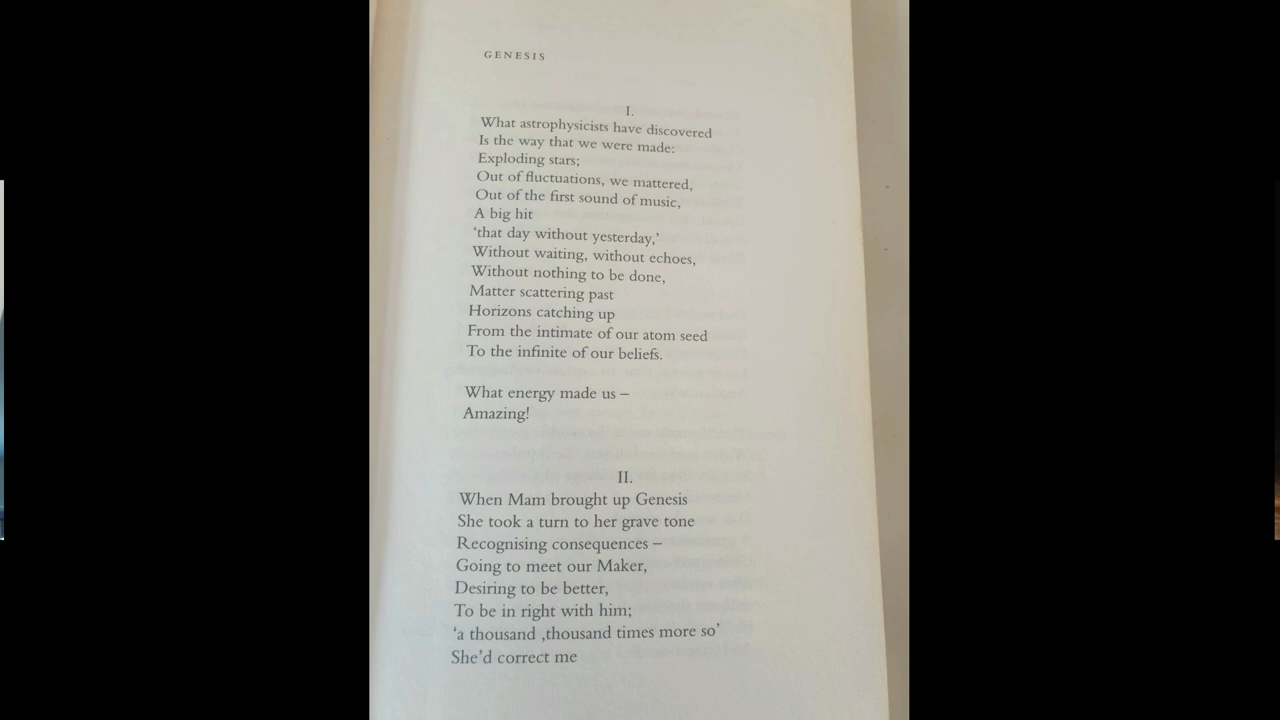 GENESIS
I.
What astrophysicists have discovered
Is the way that we were made:
Exploding stars;
Out of fluctuations, we mattered,
Out of the first sound of music,
A big hit
‘that day without yesterday,’
Without waiting, without echoes,
Without nothing to be done,
Matter scattering past
Horizons catching up
From the intimate of our atom seed
To the infinite of our beliefs.
What energy made us –
Amazing!
II.
When Mam brought up Genesis
She took a turn to her grave tone
Recognising consequences –
Going to meet our Maker,
Desiring to be better,
To be in right with him;
‘a thousand ,thousand times more so’
She’d correct me